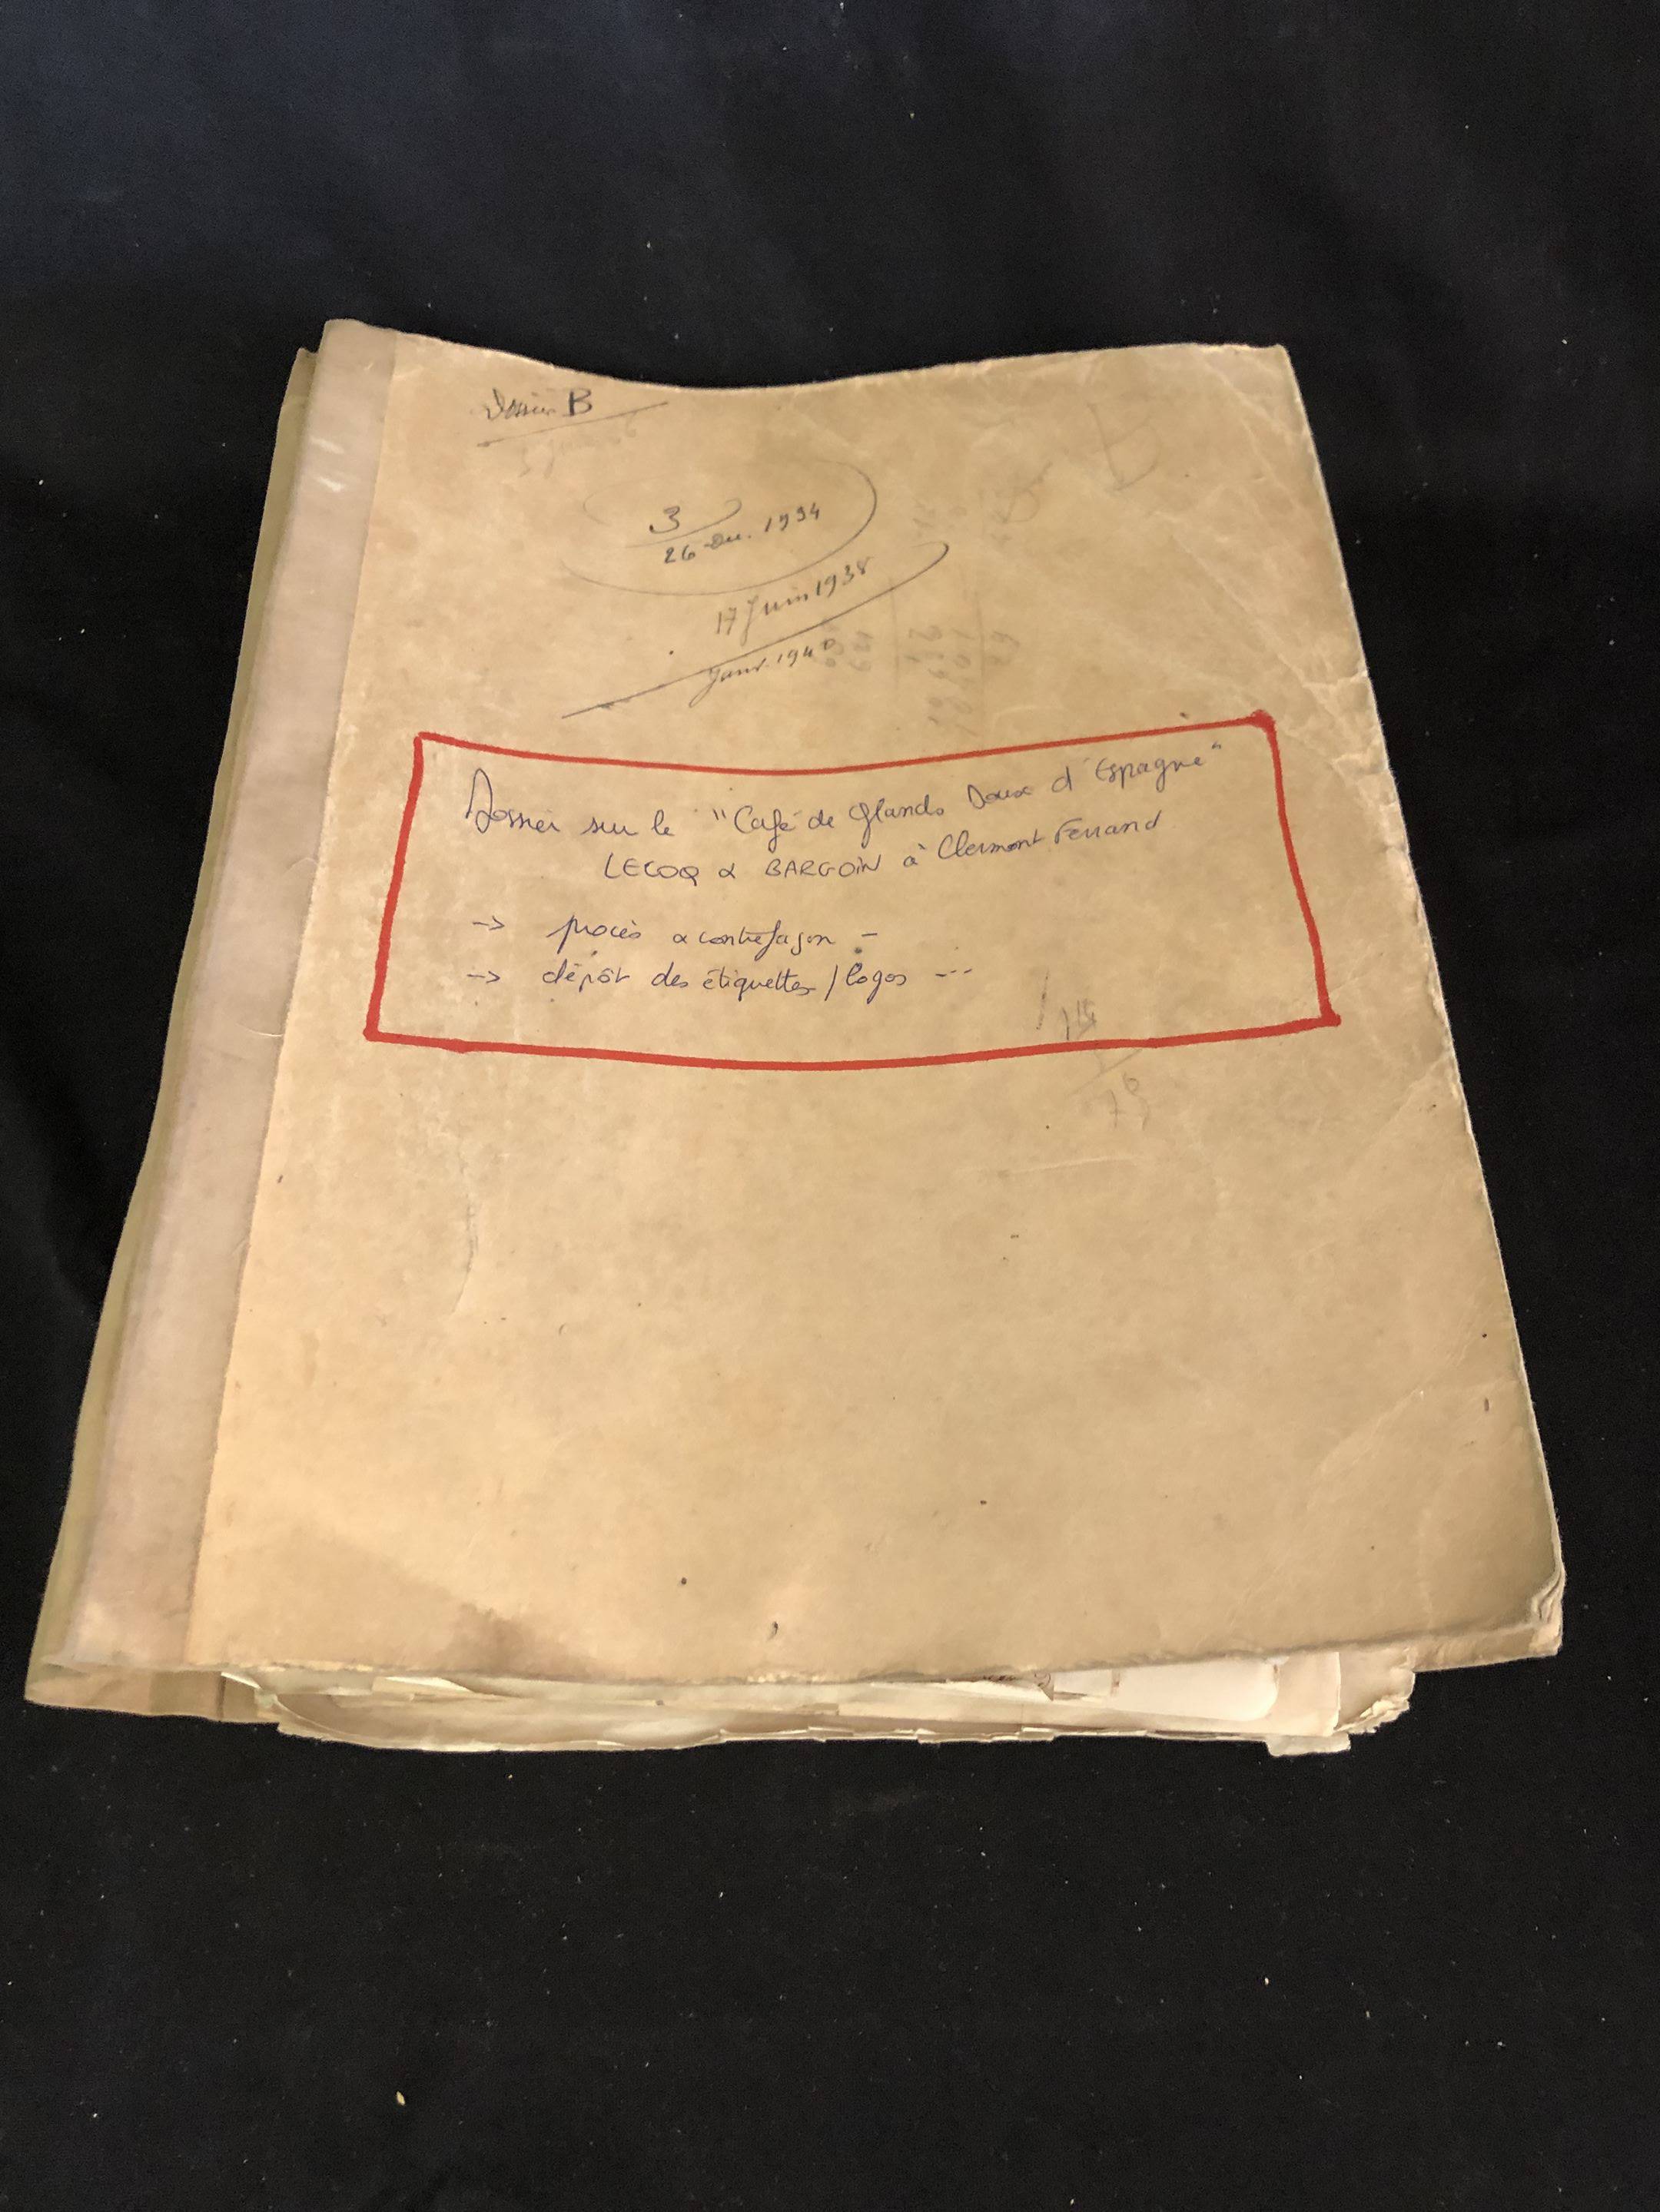 Dossier B
3
26 Dec. 1934
17 Juin 1938
Janv. 1940
Dossier sur le "Café de Glands Doux d'Espagne"
LECOQ & BARGOIN à Clermont Ferrand
-> procès & contrefaçon -
-> dépôt des étiquettes / logos ---